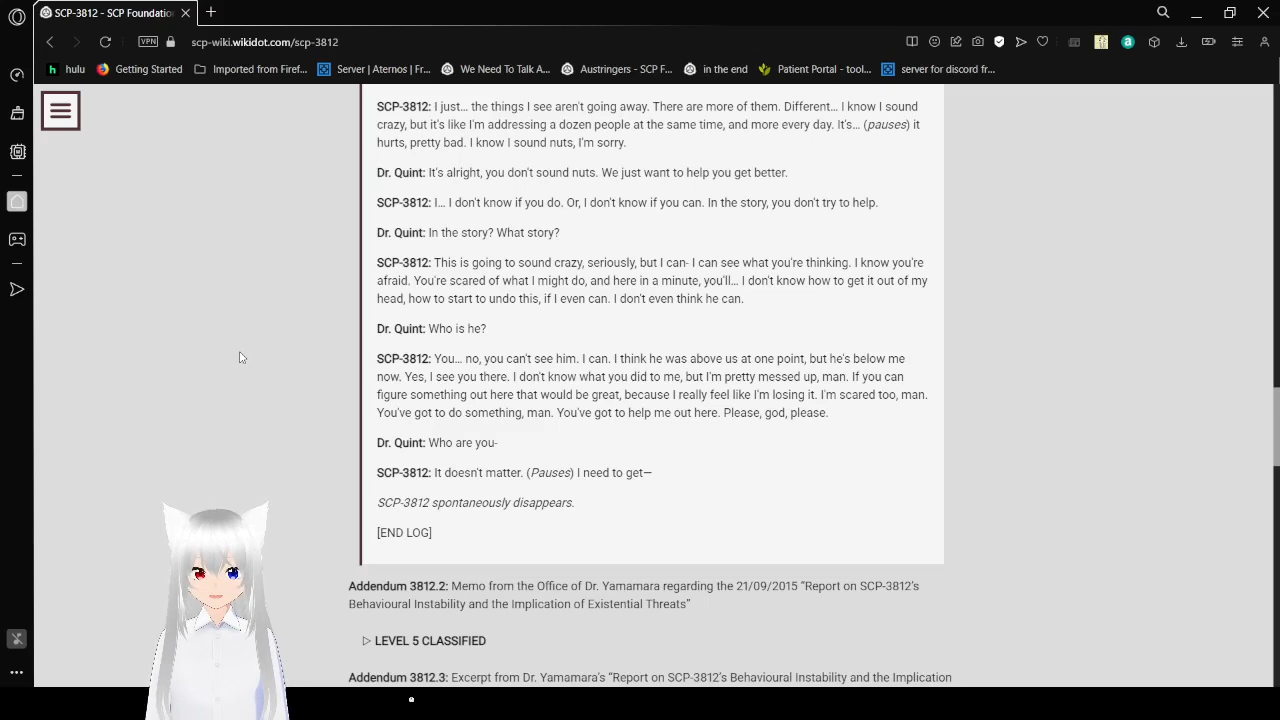 SCP-3812 - SCP Foundation
VPN
scp-wiki.wikidot.com/scp-3812
hulu
Getting Started
Imported from Firef...
Server | Aternos | Fr...
We Need To Talk A...
Austringers - SCP F...
in the end
Patient Portal - tool...
server for discord fr...
SCP-3812: I just… the things I see aren't going away. There are more of them. Different… I know I sound
crazy, but it's like I'm addressing a dozen people at the same time, and more every day. It's… (pauses) it
hurts, pretty bad. I know I sound nuts, I'm sorry.
Dr. Quint: It's alright, you don't sound nuts. We just want to help you get better.
SCP-3812: I… I don't know if you do. Or, I don't know if you can. In the story, you don't try to help.
Dr. Quint: In the story? What story?
SCP-3812: This is going to sound crazy, seriously, but I can- I can see what you're thinking. I know you're
afraid. You're scared of what I might do, and here in a minute, you'll… I don't know how to get it out of my
head, how to start to undo this, if I even can. I don't even think he can.
Dr. Quint: Who is he?
SCP-3812: You… no, you can't see him. I can. I think he was above us at one point, but he's below me
now. Yes, I see you there. I don't know what you did to me, but I'm pretty messed up, man. If you can
figure something out here that would be great, because I really feel like I'm losing it. I'm scared too, man.
You've got to do something, man. You've got to help me out here. Please, god, please.
Dr. Quint: Who are you-
SCP-3812: It doesn't matter. (Pauses) I need to get—
SCP-3812 spontaneously disappears.
[END LOG]
Addendum 3812.2: Memo from the Office of Dr. Yamamara regarding the 21/09/2015 "Report on SCP-3812's
Behavioural Instability and the Implication of Existential Threats"
▷ LEVEL 5 CLASSIFIED
Addendum 3812.3: Excerpt from Dr. Yamamara's "Report on SCP-3812's Behavioural Instability and the Implication